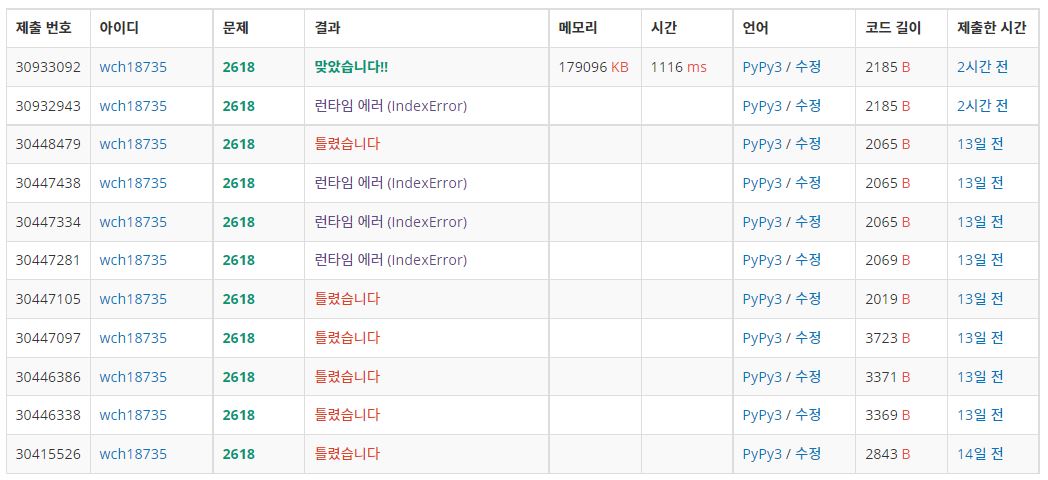 제출 번호 아이디 문제 결과 메모리 시간 언어 코드 길이 제출한 시간
30933092 wch18735 2618 맞았습니다!! 179096 KB 1116 ms PyPy3 / 수정 2185 B 2시간 전
30932943 wch18735 2618 런타임 에러 (IndexError) PyPy3 / 수정 2185 B 2시간 전
30448479 wch18735 2618 틀렸습니다 PyPy3 / 수정 2065 B 13일 전
30447438 wch18735 2618 런타임 에러 (IndexError) PyPy3 / 수정 2065 B 13일 전
30447334 wch18735 2618 런타임 에러 (IndexError) PyPy3 / 수정 2065 B 13일 전
30447281 wch18735 2618 런타임 에러 (IndexError) PyPy3 / 수정 2069 B 13일 전
30447105 wch18735 2618 틀렸습니다 PyPy3 / 수정 2019 B 13일 전
30447097 wch18735 2618 틀렸습니다 PyPy3 / 수정 3723 B 13일 전
30446386 wch18735 2618 틀렸습니다 PyPy3 / 수정 3371 B 13일 전
30446338 wch18735 2618 틀렸습니다 PyPy3 / 수정 3369 B 13일 전
30415526 wch18735 2618 틀렸습니다 PyPy3 / 수정 2843 B 14일 전